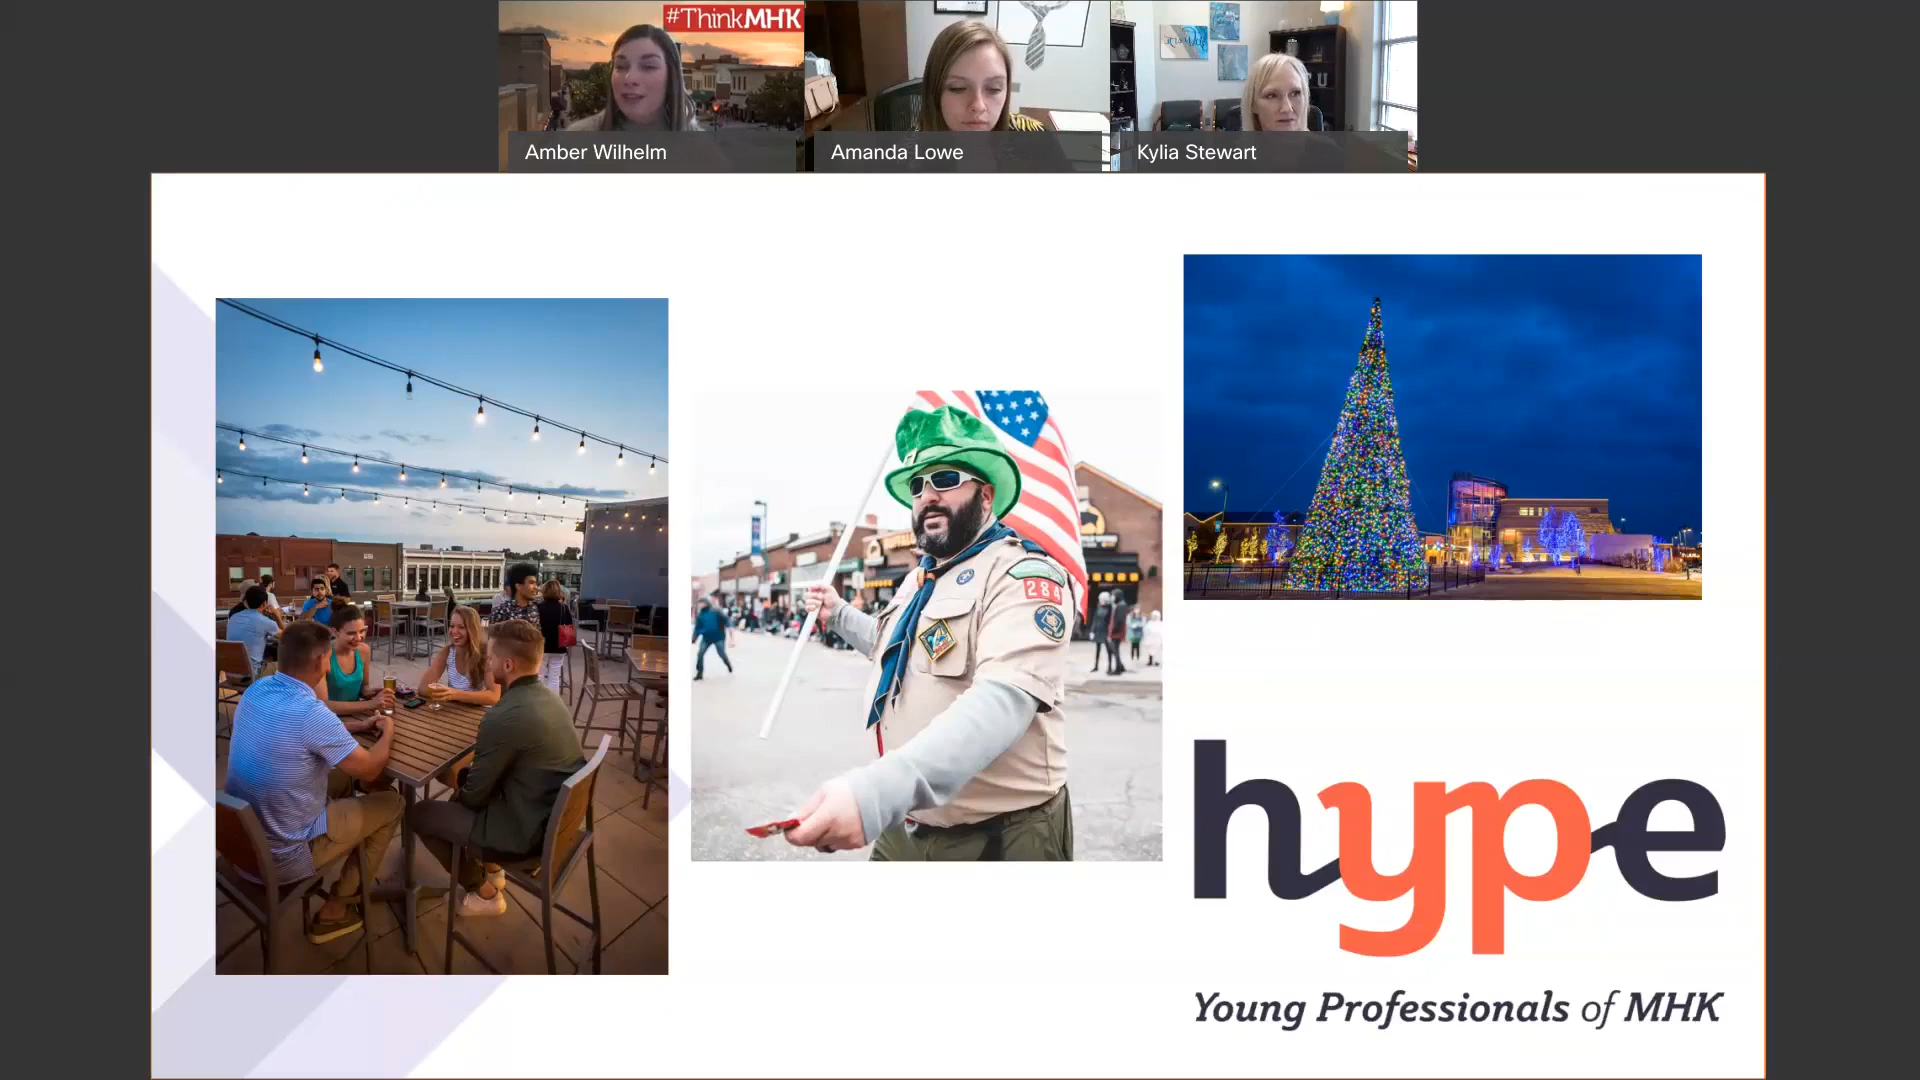 #ThinkMHK
Amber Wilhelm
Amanda Lowe
Kylia Stewart
284
hype
Young Professionals of MHK